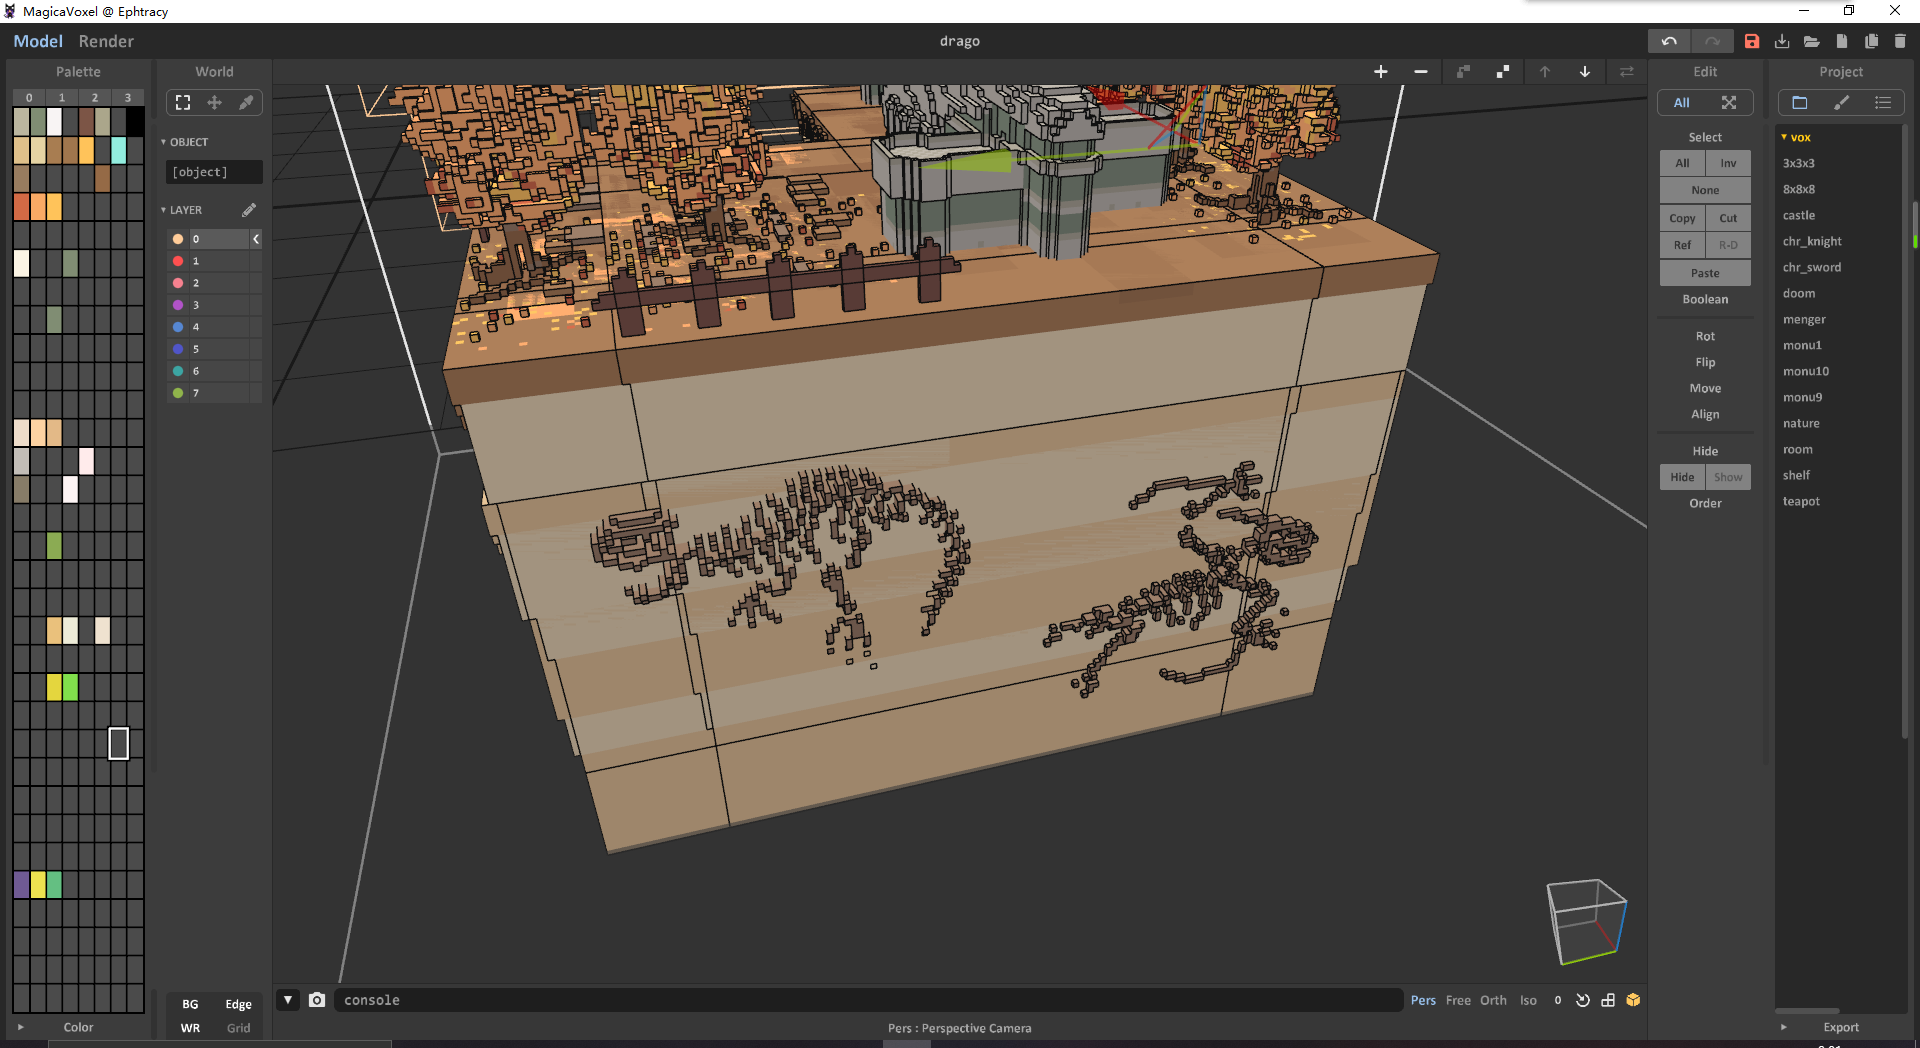 MagicaVoxel @ Ephtracy
Model Render
drago
Palette
0 1 2 3
Color
World
OBJECT
[object]
LAYER
0
1
2
3
4
5
6
7
BG Edge
WR Grid
console
Pers Free Orth Iso 0
Pers : Perspective Camera
Edit
All
Select
All Inv
None
Copy Cut
Ref R-D
Paste
Boolean
Rot
Flip
Move
Align
Hide
Hide Show
Order
Project
vox
3x3x3
8x8x8
castle
chr_knight
chr_sword
doom
menger
monu1
monu10
monu9
nature
room
shelf
teapot
Export